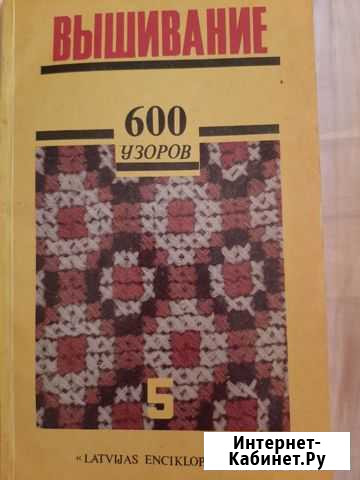 ВЫШИВАНИЕ
600
УЗОРОВ
5
« LATVIJAS ENCIKLOP
Интернет-
Кабинет.Ру